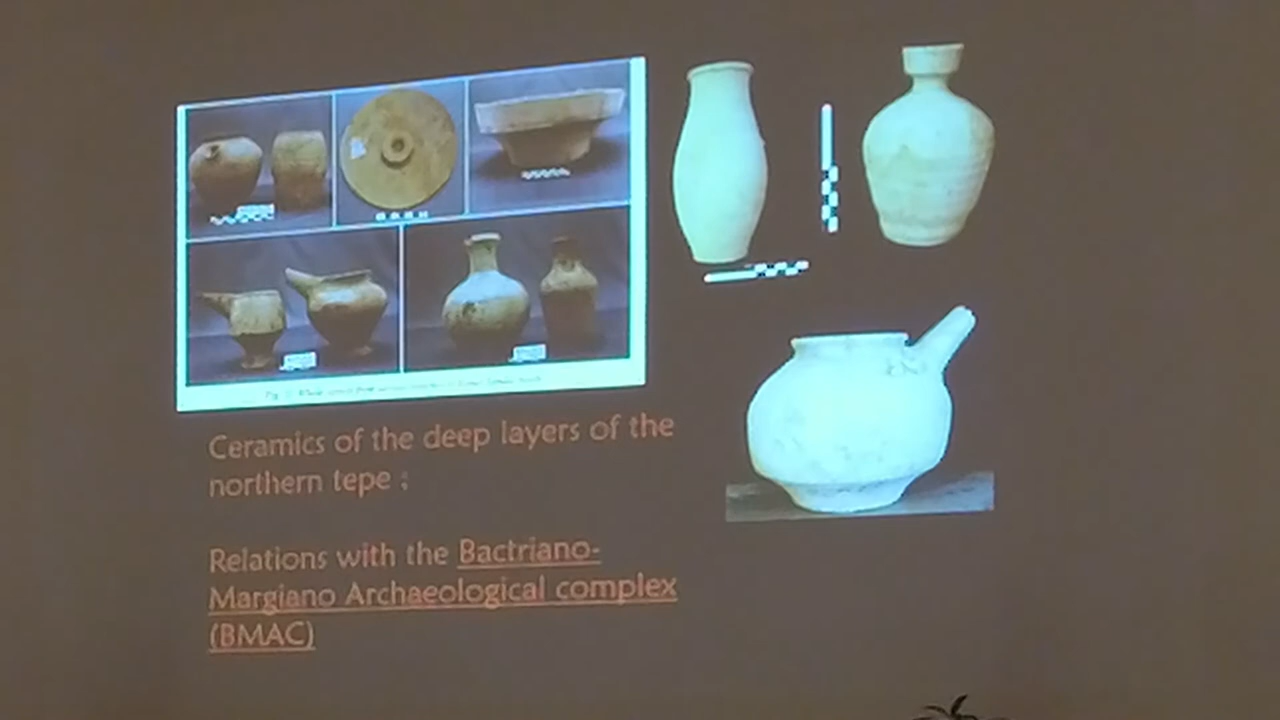 Ceramics of the deep layers of the
northern tepe :
Relations with the Bactriano-
Margiano Archaeological complex
(BMAC)